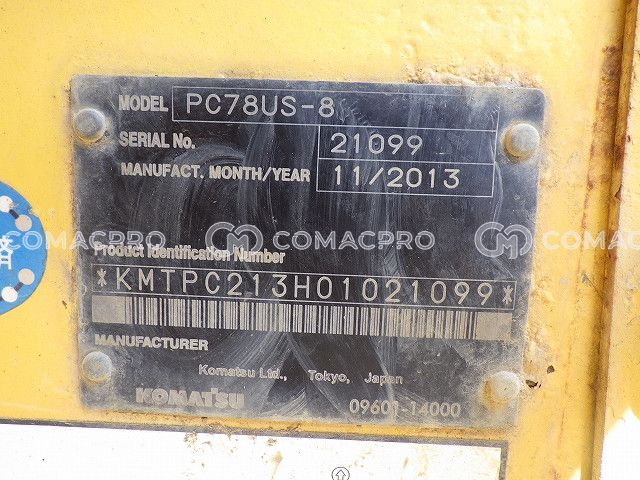 MODEL PC78US-8
SERIAL No. 21099
MANUFACT. MONTH/YEAR 11/2013
COMACPRO COMACPRO COMACPRO
Product Identification Number
*KMTPC213H01021099*
MANUFACTURER
Komatsu Ltd., Tokyo, Japan
KOMATSU 09601-14000